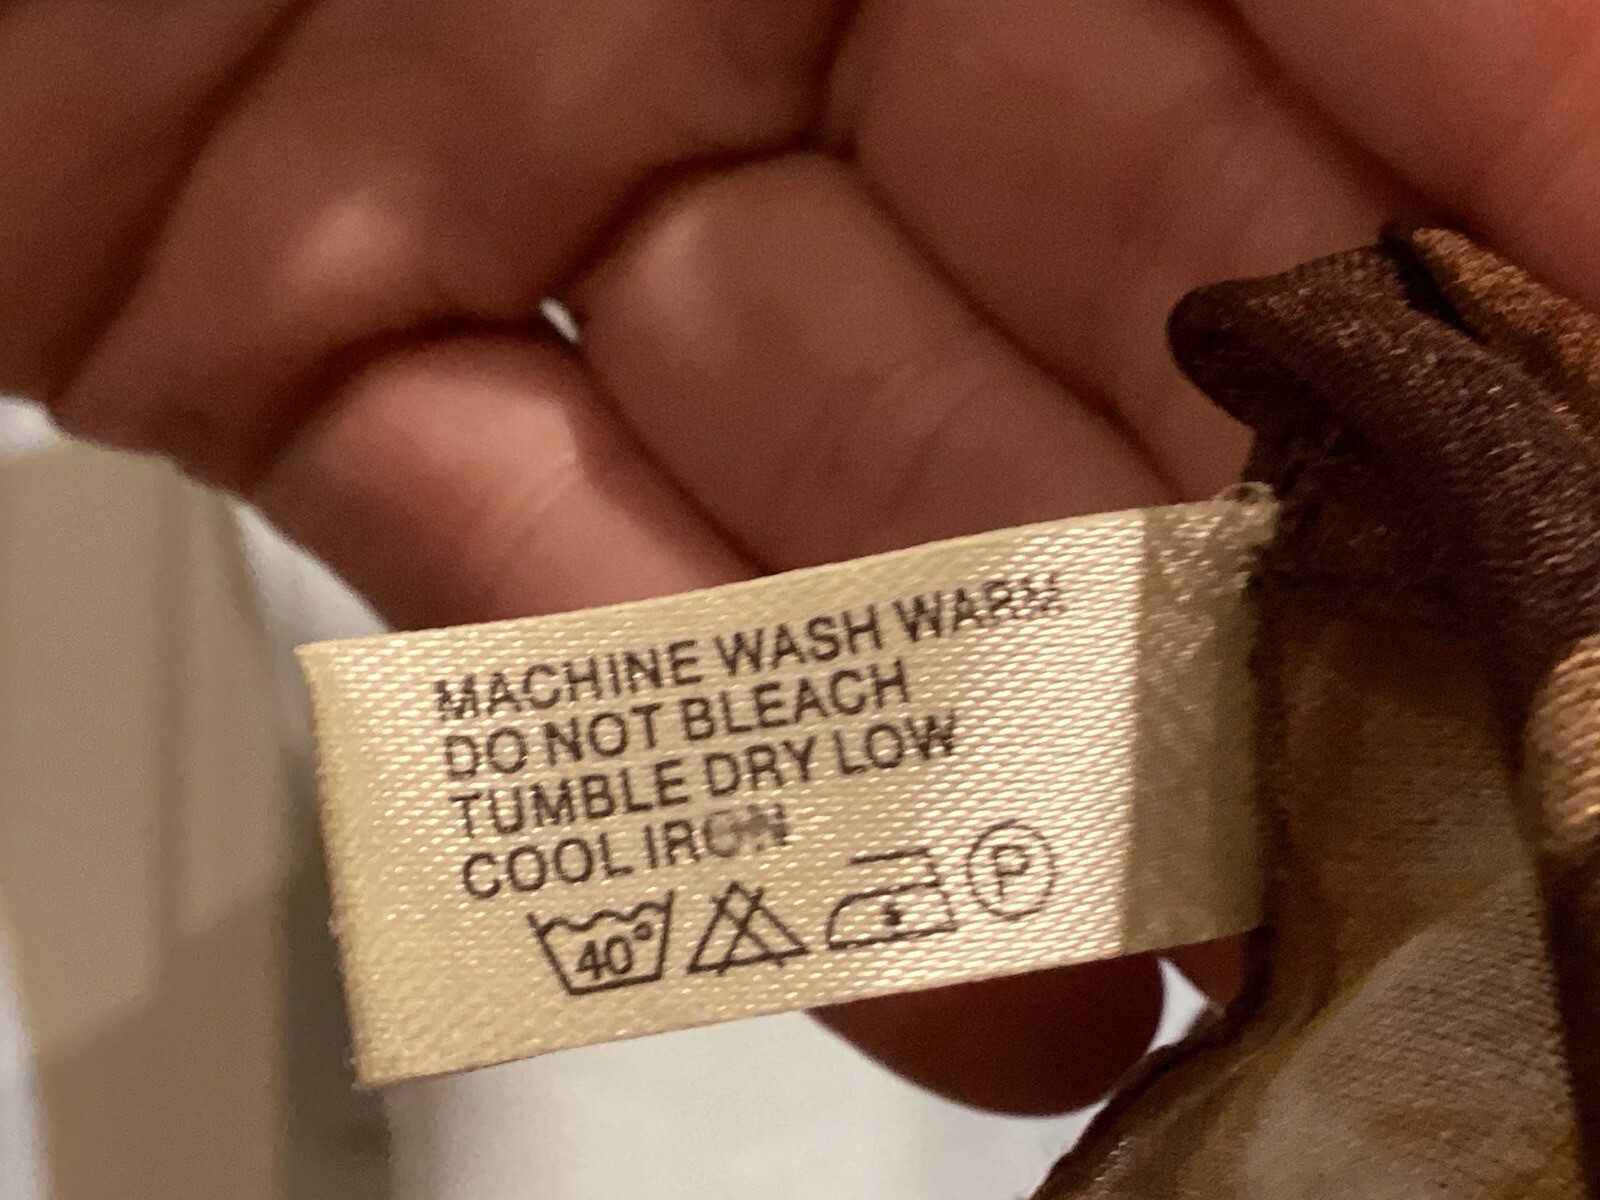 MACHINE WASH WARM
DO NOT BLEACH
TUMBLE DRY LOW
COOL IRON
40° P